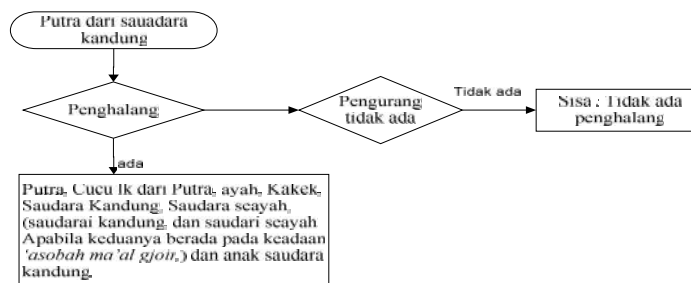 Putra dari sauadara
kandung
Penghalang
Pengurang
tidak ada
Tidak ada
Sisa : Tidak ada
penghalang
ada
Putra, Cucu lk dari Putra, ayah, Kakek,
Saudara Kandung, Saudara seayah,
(saudarai kandung, dan saudari seayah
Apabila keduanya berada pada keadaan
‘asobah ma’al gjoir,) dan anak saudara
kandung.